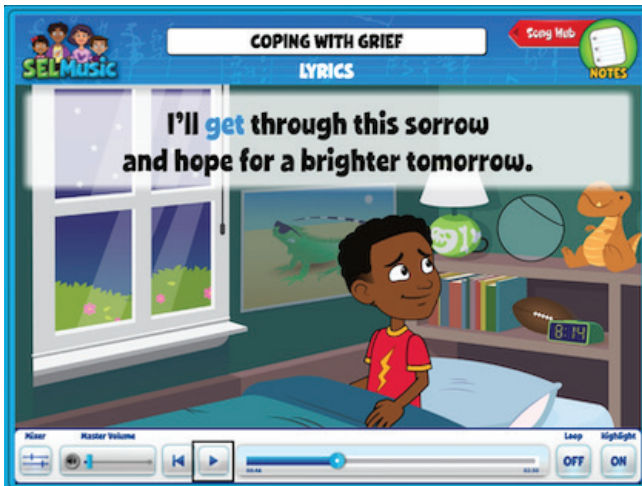 SELMusic
COPING WITH GRIEF
Song Hub
LYRICS
NOTES
I'll get through this sorrow
and hope for a brighter tomorrow.
8:14
Mixer
Master Volume
Loop
Highlight
OFF
ON